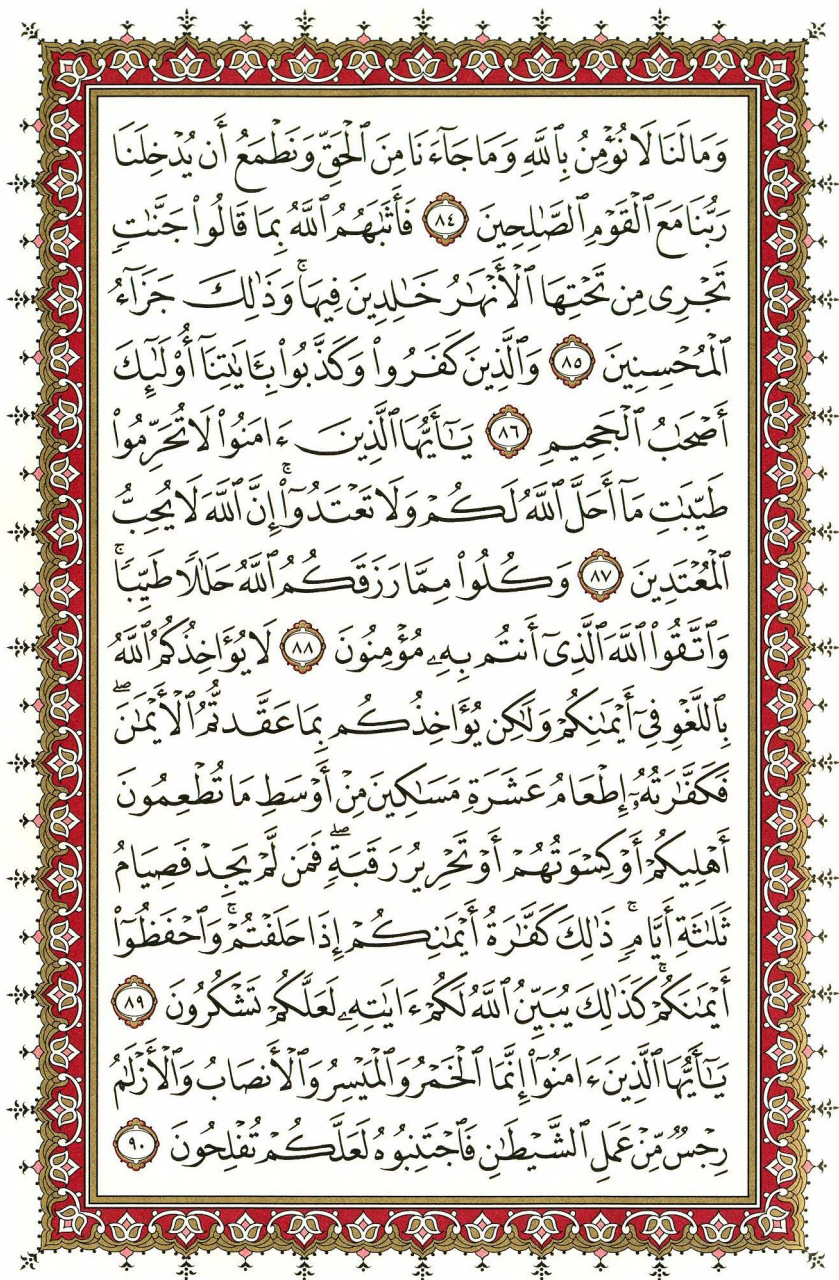 وَمَا لَنَا لَا نُؤْمِنُ بِٱللَّهِ وَمَا جَآءَنَا مِنَ ٱلْحَقِّ وَنَطْمَعُ أَن يُدْخِلَنَا
رَبُّنَا مَعَ ٱلْقَوْمِ ٱلصَّٰلِحِينَ ٨٤ فَأَثَٰبَهُمُ ٱللَّهُ بِمَا قَالُوا۟ جَنَّٰتٍ
تَجْرِى مِن تَحْتِهَا ٱلْأَنْهَٰرُ خَٰلِدِينَ فِيهَا ۚ وَذَٰلِكَ جَزَآءُ
ٱلْمُحْسِنِينَ ٨٥ وَٱلَّذِينَ كَفَرُوا۟ وَكَذَّبُوا۟ بِـَٔايَٰتِنَآ أُو۟لَٰٓئِكَ
أَصْحَٰبُ ٱلْجَحِيمِ ٨٦ يَٰٓأَيُّهَا ٱلَّذِينَ ءَامَنُوا۟ لَا تُحَرِّمُوا۟
طَيِّبَٰتِ مَآ أَحَلَّ ٱللَّهُ لَكُمْ وَلَا تَعْتَدُوٓا۟ ۚ إِنَّ ٱللَّهَ لَا يُحِبُّ
ٱلْمُعْتَدِينَ ٨٧ وَكُلُوا۟ مِمَّا رَزَقَكُمُ ٱللَّهُ حَلَٰلًا طَيِّبًا ۚ
وَٱتَّقُوا۟ ٱللَّهَ ٱلَّذِىٓ أَنتُم بِهِۦ مُؤْمِنُونَ ٨٨ لَا يُؤَاخِذُكُمُ ٱللَّهُ
بِٱللَّغْوِ فِىٓ أَيْمَٰنِكُمْ وَلَٰكِن يُؤَاخِذُكُم بِمَا عَقَّدتُّمُ ٱلْأَيْمَٰنَ ۖ
فَكَفَّٰرَتُهُۥٓ إِطْعَامُ عَشَرَةِ مَسَٰكِينَ مِنْ أَوْسَطِ مَا تُطْعِمُونَ
أَهْلِيكُمْ أَوْ كِسْوَتُهُمْ أَوْ تَحْرِيرُ رَقَبَةٍ ۖ فَمَن لَّمْ يَجِدْ فَصِيَامُ
ثَلَٰثَةِ أَيَّامٍ ۚ ذَٰلِكَ كَفَّٰرَةُ أَيْمَٰنِكُمْ إِذَا حَلَفْتُمْ ۚ وَٱحْفَظُوٓا۟
أَيْمَٰنَكُمْ ۚ كَذَٰلِكَ يُبَيِّنُ ٱللَّهُ لَكُمْ ءَايَٰتِهِۦ لَعَلَّكُمْ تَشْكُرُونَ ٨٩
يَٰٓأَيُّهَا ٱلَّذِينَ ءَامَنُوٓا۟ إِنَّمَا ٱلْخَمْرُ وَٱلْمَيْسِرُ وَٱلْأَنصَابُ وَٱلْأَزْلَٰمُ
رِجْسٌ مِّنْ عَمَلِ ٱلشَّيْطَٰنِ فَٱجْتَنِبُوهُ لَعَلَّكُمْ تُفْلِحُونَ ٩٠